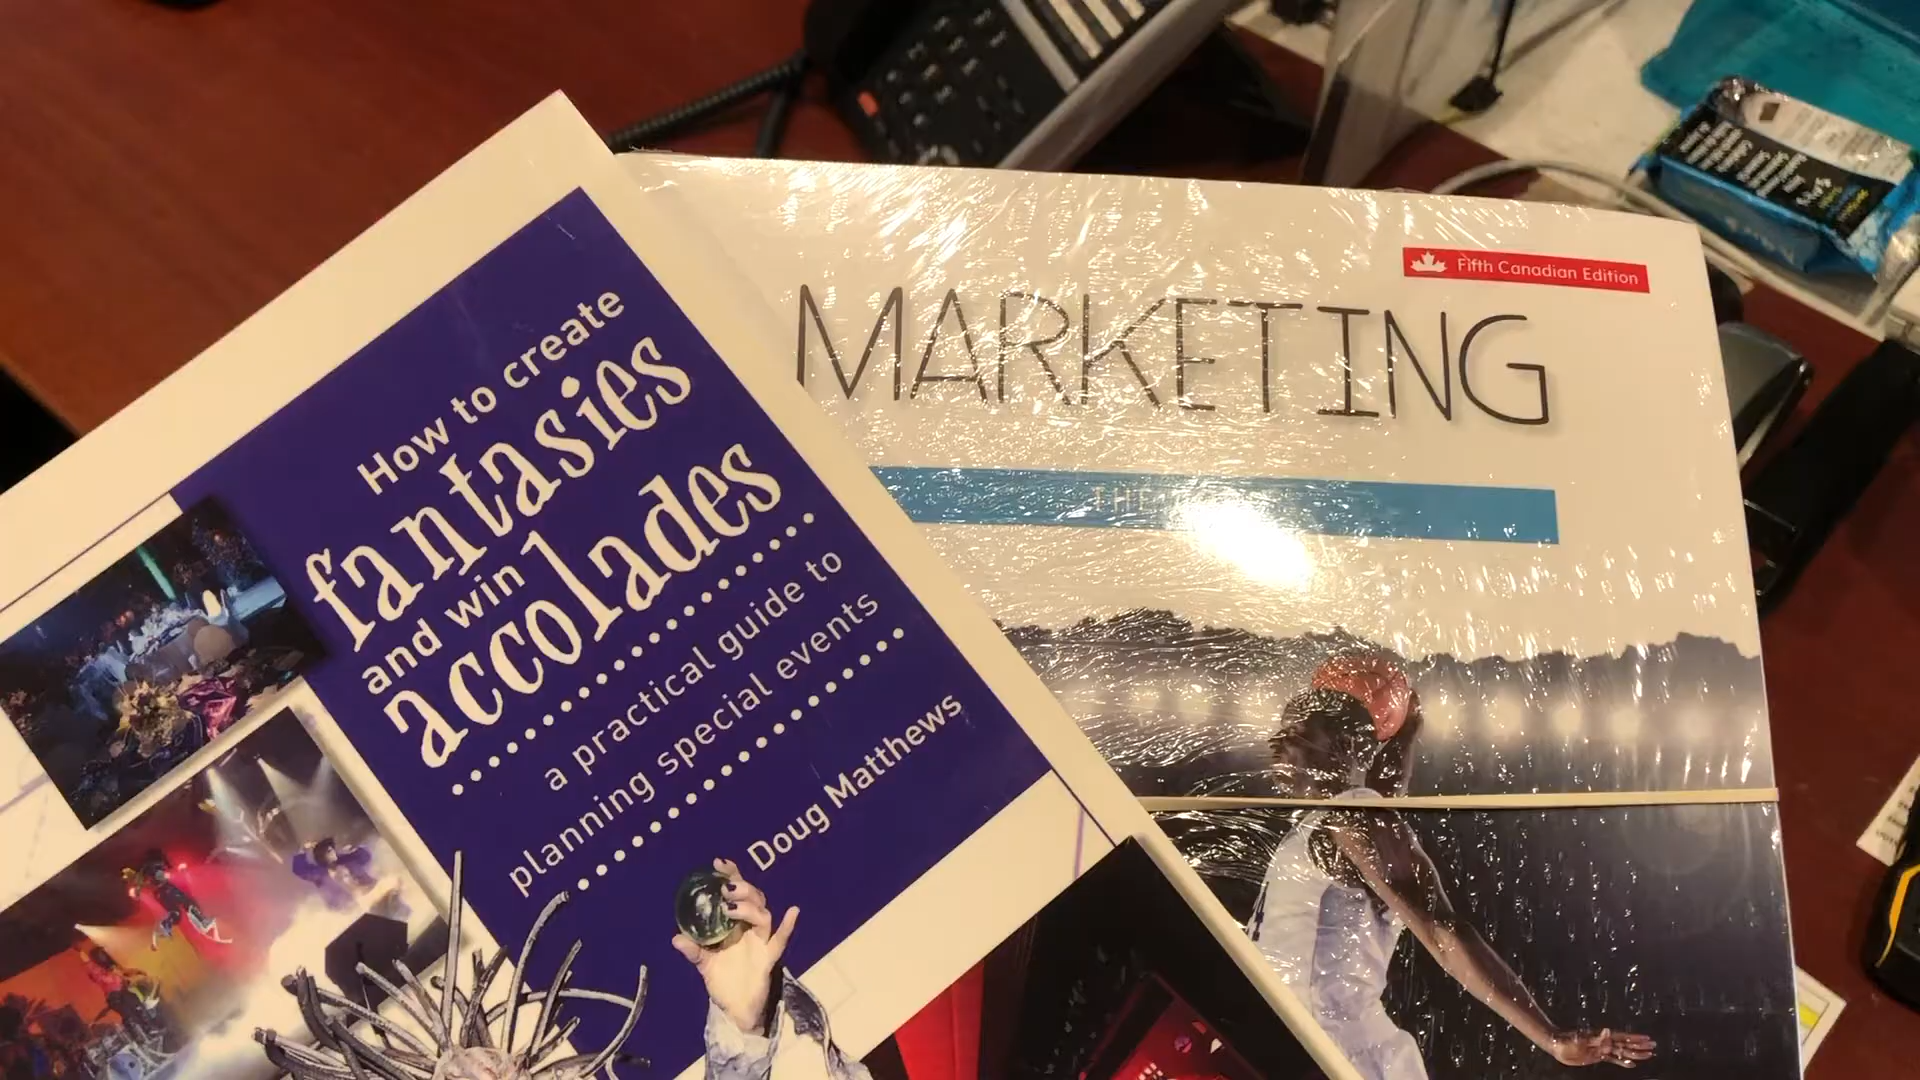 How to create
fantasies
and win
accolades
a practical guide to
planning special events
Doug Matthews
Fifth Canadian Edition
MARKETING
THE